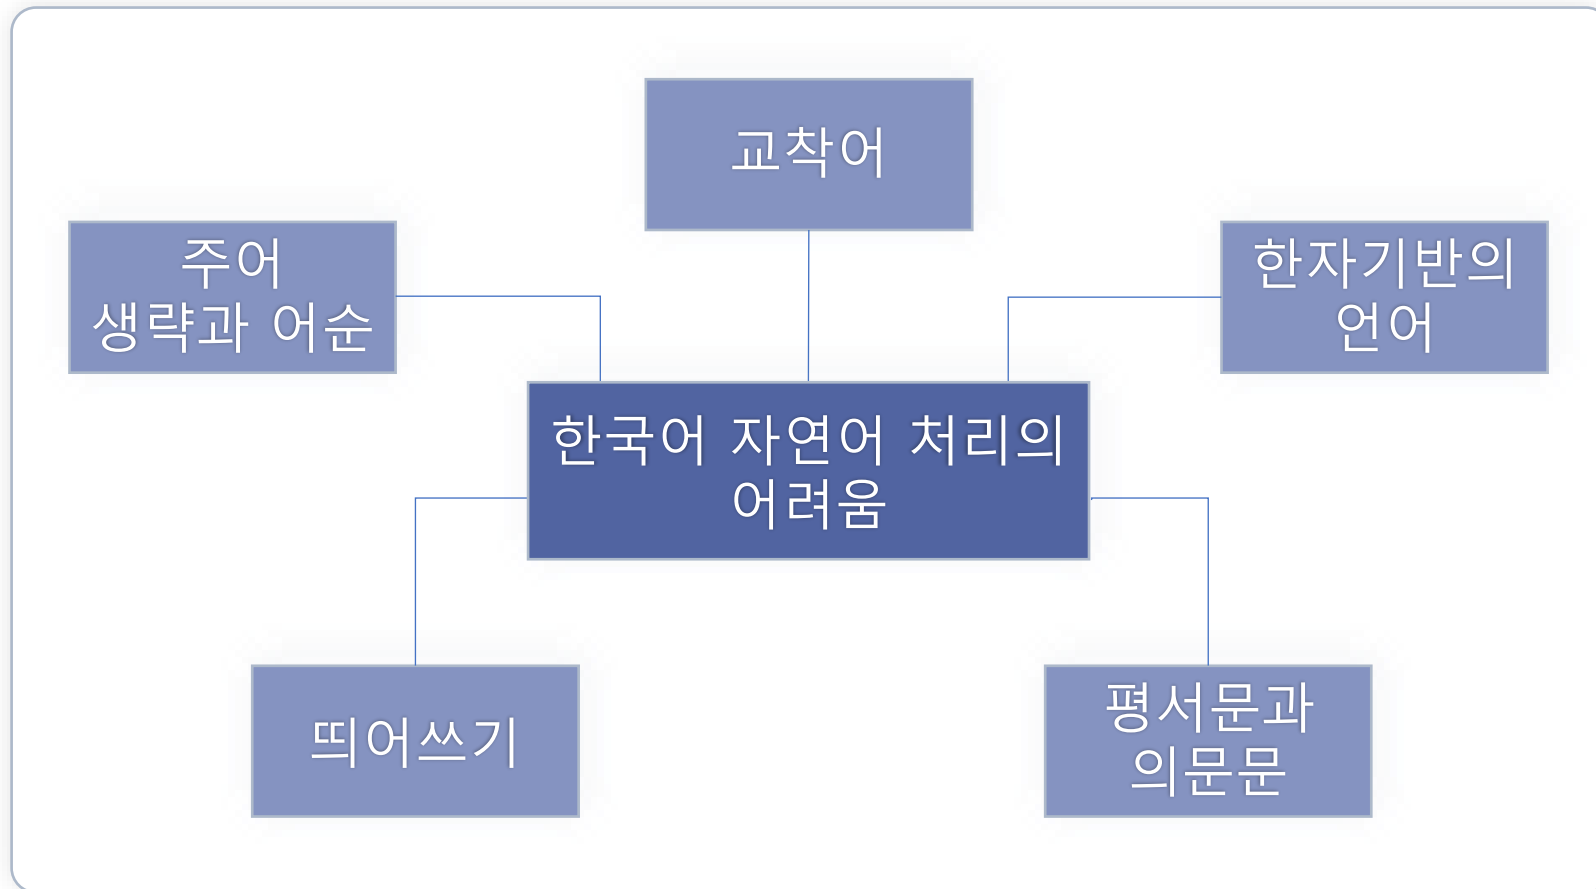 교착어
주어
생략과 어순
한자기반의
언어
한국어 자연어 처리의
어려움
띄어쓰기
평서문과
의문문